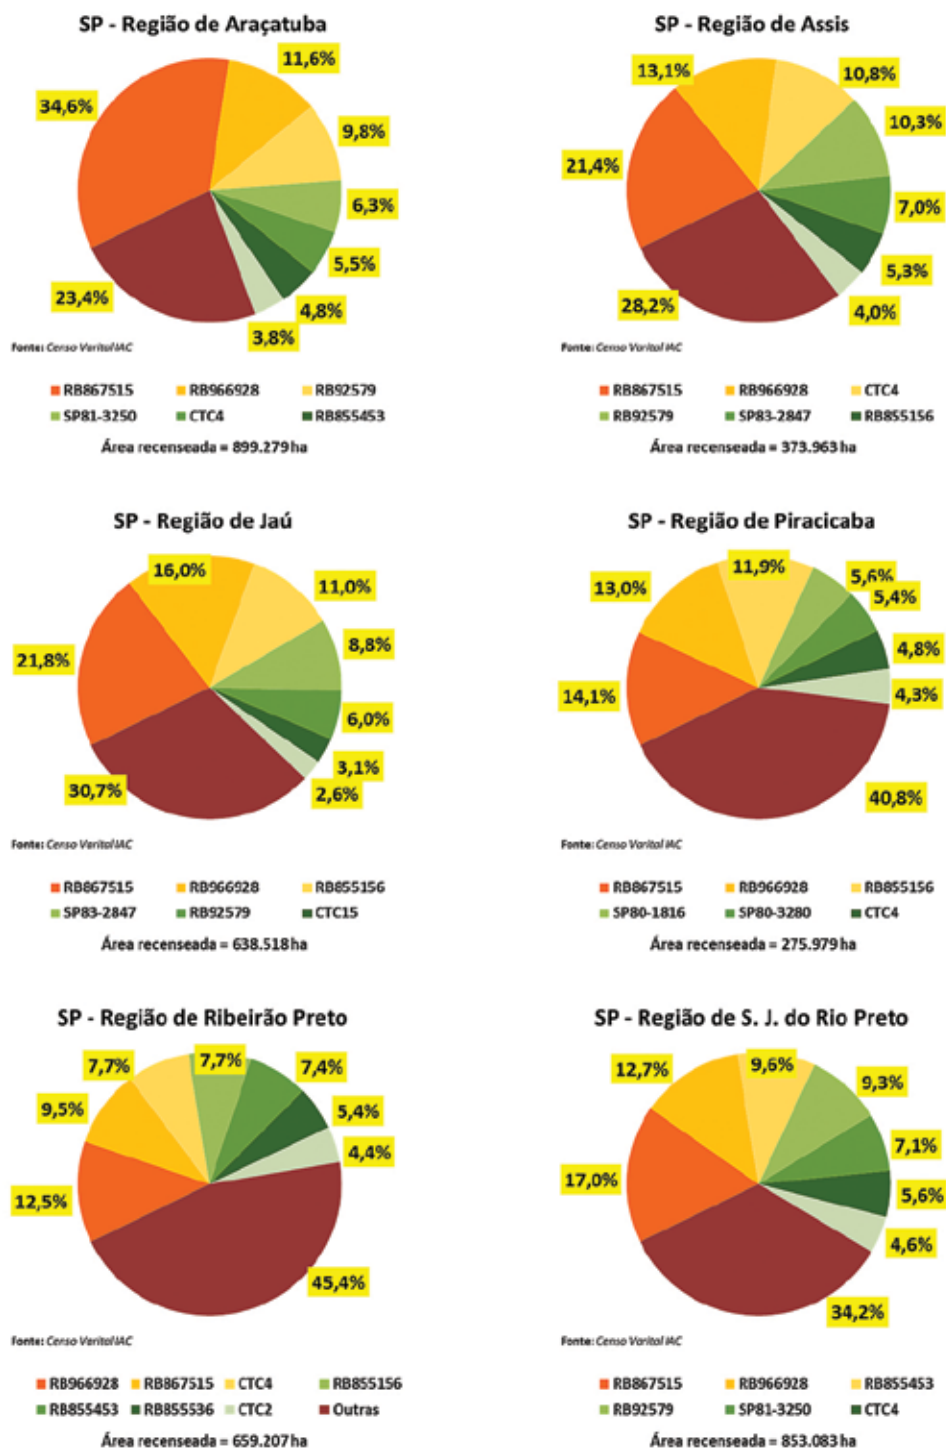 SP - Região de Araçatuba
11,6%
34,6%
9,8%
6,3%
5,5%
4,8%
3,8%
23,4%
Fonte: Censo Varital IAC
RB867515 RB966928 RB92579
SP81-3250 CTC4 RB855453
Área recenseada = 899.279 ha
SP - Região de Assis
13,1%
10,8%
10,3%
21,4%
7,0%
5,3%
4,0%
28,2%
Fonte: Censo Varital IAC
RB867515 RB966928 CTC4
RB92579 SP83-2847 RB855156
Área recenseada = 373.963 ha
SP - Região de Jaú
16,0%
11,0%
8,8%
21,8%
6,0%
3,1%
2,6%
30,7%
Fonte: Censo Varital IAC
RB867515 RB966928 RB855156
SP83-2847 RB92579 CTC15
Área recenseada = 638.518 ha
SP - Região de Piracicaba
11,9%
5,6%
13,0%
5,4%
4,8%
14,1%
4,3%
40,8%
Fonte: Censo Varital IAC
RB867515 RB966928 RB855156
SP80-1816 SP80-3280 CTC4
Área recenseada = 275.979 ha
SP - Região de Ribeirão Preto
7,7%
7,7%
7,4%
9,5%
5,4%
4,4%
12,5%
45,4%
Fonte: Censo Varital IAC
RB966928 RB867515 CTC4 RB855156
RB855453 RB855536 CTC2 Outras
Área recenseada = 659.207 ha
SP - Região de S. J. do Rio Preto
12,7%
9,6%
9,3%
7,1%
17,0%
5,6%
4,6%
34,2%
Fonte: Censo Varital IAC
RB867515 RB966928 RB855453
RB92579 SP81-3250 CTC4
Área recenseada = 853.083 ha